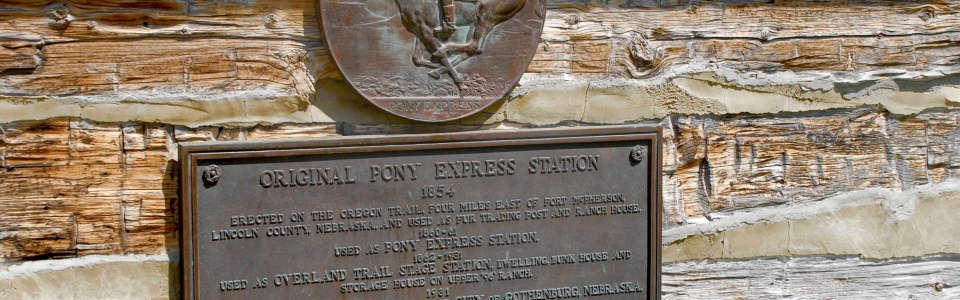 PONY EXPRESS
ORIGINAL PONY EXPRESS STATION
1854
ERECTED ON THE OREGON TRAIL, FOUR MILES EAST OF FORT McPHERSON,
LINCOLN COUNTY, NEBRASKA, AND USED AS FUR TRADING POST AND RANCH HOUSE.
1860-61
USED AS PONY EXPRESS STATION.
1862-1931
USED AS OVERLAND TRAIL STAGE STATION, DWELLING, BUNK HOUSE AND
STORAGE HOUSE ON UPPER 96 RANCH.
1931
CITY OF GOTHENBURG, NEBRASKA,